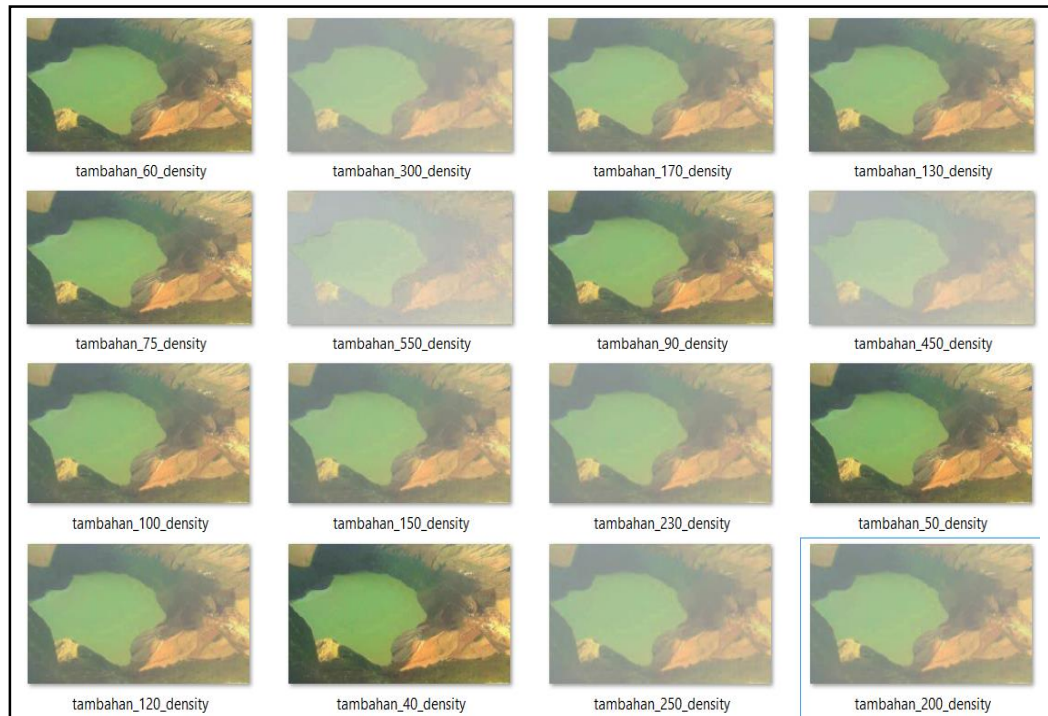 tambahan_60_density
tambahan_300_density
tambahan_170_density
tambahan_130_density
tambahan_75_density
tambahan_550_density
tambahan_90_density
tambahan_450_density
tambahan_100_density
tambahan_150_density
tambahan_230_density
tambahan_50_density
tambahan_120_density
tambahan_40_density
tambahan_250_density
tambahan_200_density